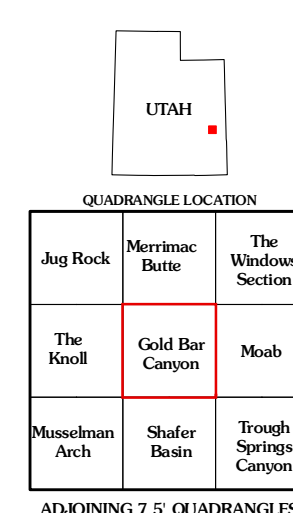 UTAH
QUADRANGLE LOCATION
Jug Rock
Merrimac
Butte
The
Windows
Section
The
Knoll
Gold Bar
Canyon
Moab
Musselman
Arch
Shafer
Basin
Trough
Springs
Canyon
ADJOINING 7.5' QUADRANGLES